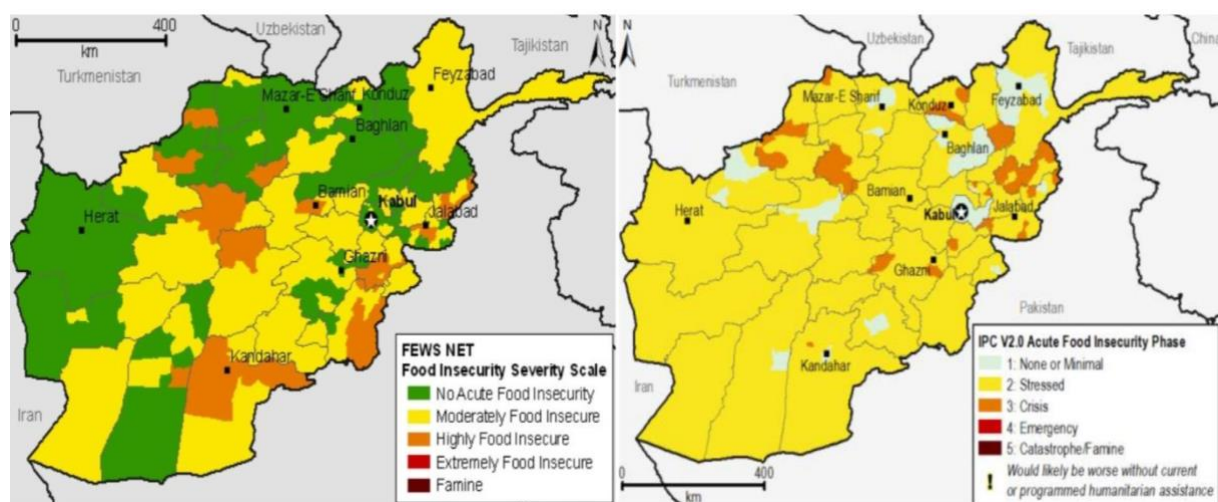 0 400
km
Uzbekistan
N
Tajikistan
Turkmenistan
Feyzabad
Mazar-E Sharif Konduz
Baghlan
Bamian
Kabul
Jalabad
Herat
Ghazni
Kandahar
Iran
FEWS NET
Food Insecurity Severity Scale
No Acute Food Insecurity
Moderately Food Insecure
Highly Food Insecure
Extremely Food Insecure
Famine
N
Uzbekistan
Tajikistan
China
Turkmenistan
Mazar-E Sharif
Konduz
Feyzabad
Baghlan
Bamian
Herat
Kabul
Jalabad
Ghazni
Pakistan
Kandahar
Iran
0 400
km
IPC V2.0 Acute Food Insecurity Phase
1: None or Minimal
2: Stressed
3: Crisis
4: Emergency
5: Catastrophe/Famine
! Would likely be worse without current
or programmed humanitarian assistance